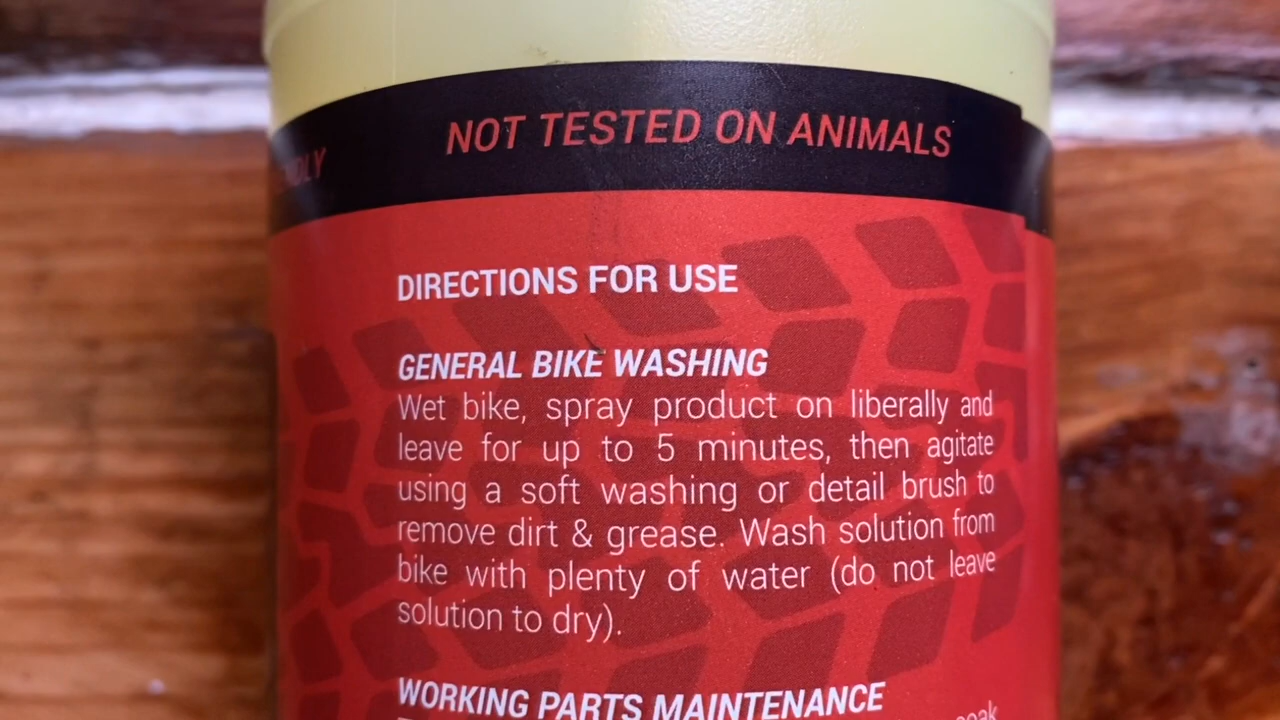 NOT TESTED ON ANIMALS
DIRECTIONS FOR USE
GENERAL BIKE WASHING
Wet bike, spray product on liberally and
leave for up to 5 minutes, then agitate
using a soft washing or detail brush to
remove dirt & grease. Wash solution from
bike with plenty of water (do not leave
solution to dry).
WORKING PARTS MAINTENANCE